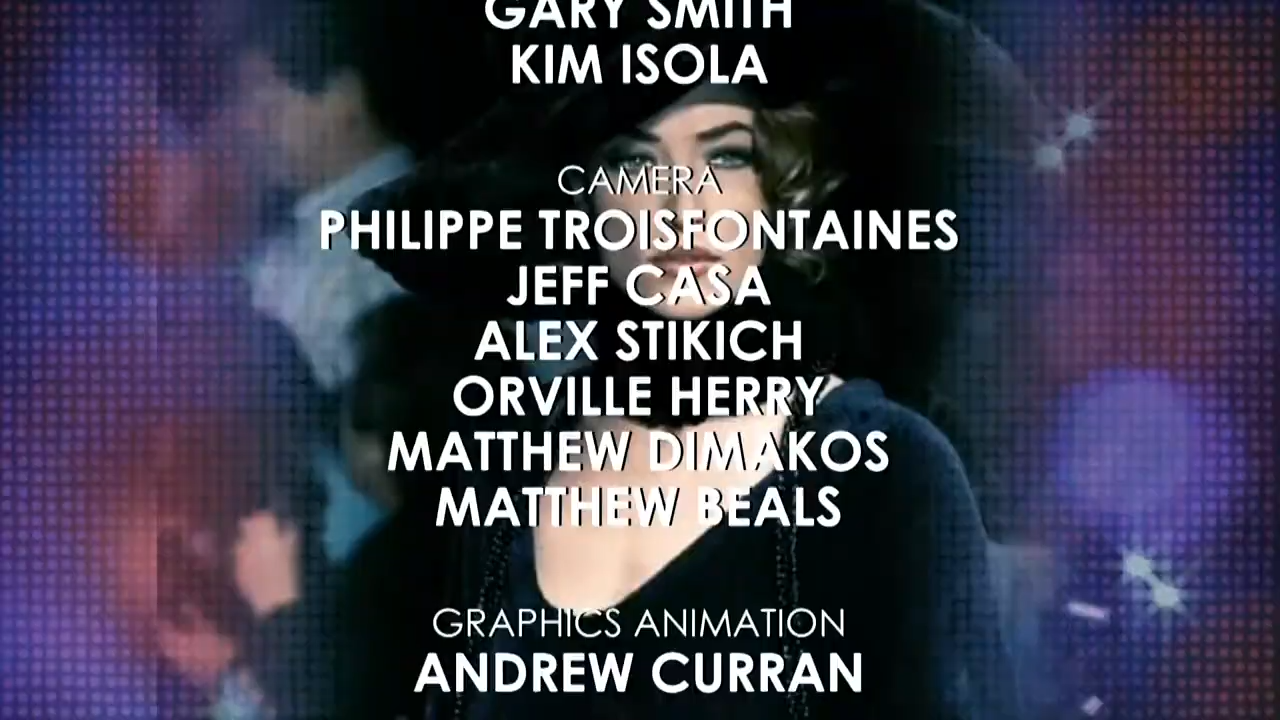 GARY SMITH
KIM ISOLA
CAMERA
PHILIPPE TROISFONTAINES
JEFF CASA
ALEX STIKICH
ORVILLE HERRY
MATTHEW DIMAKOS
MATTHEW BEALS
GRAPHICS ANIMATION
ANDREW CURRAN